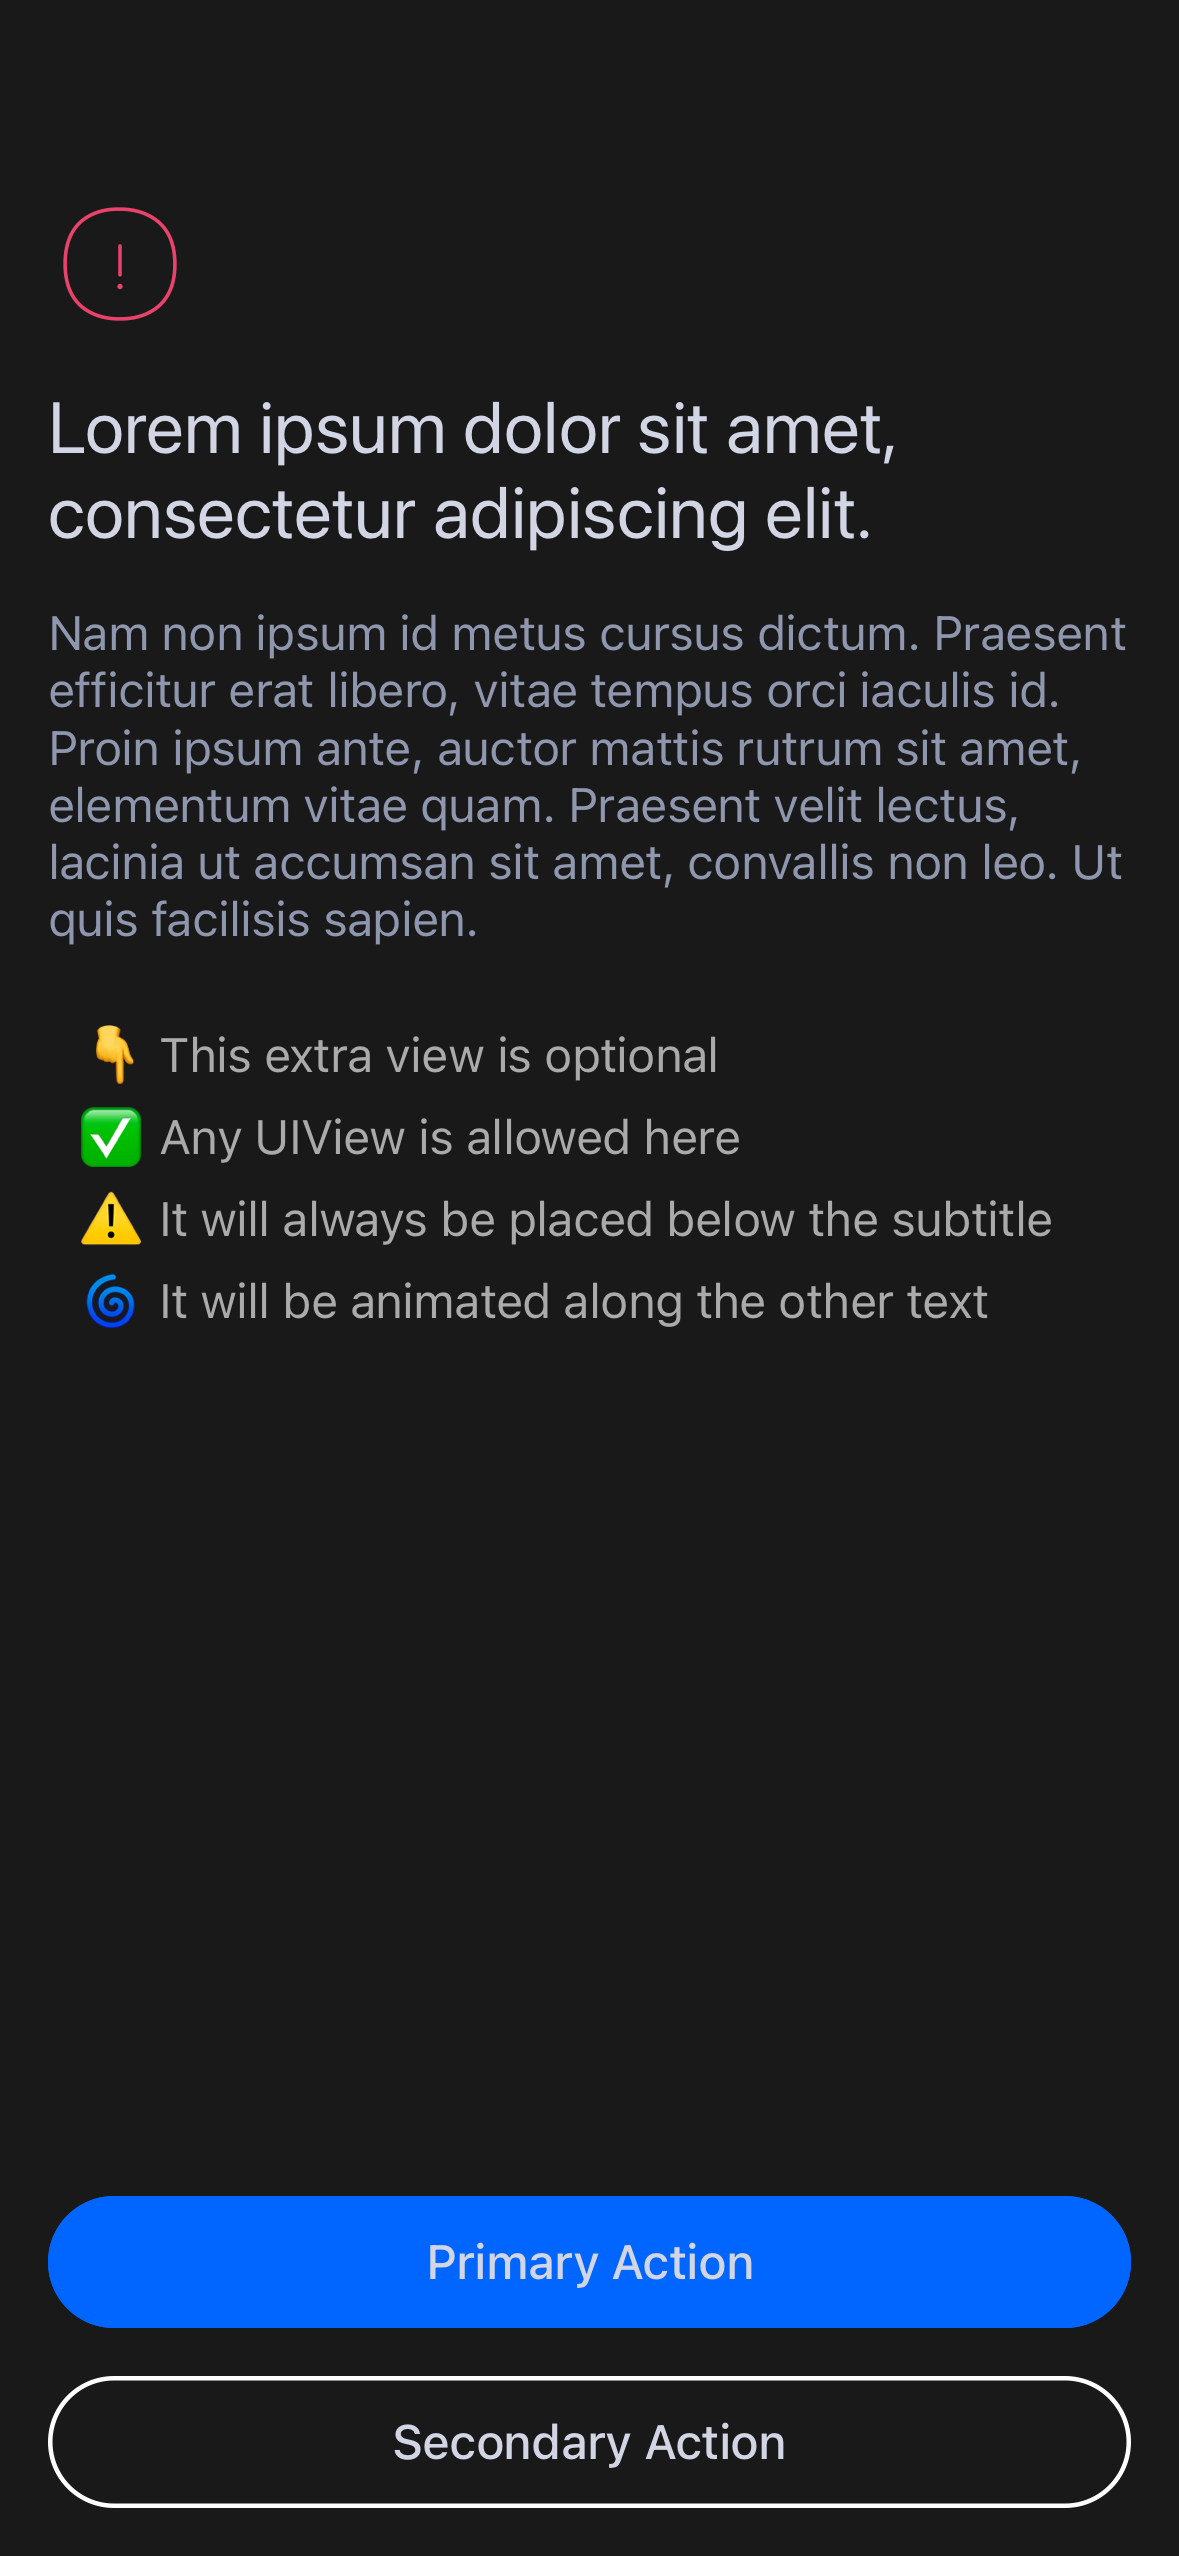 Lorem ipsum dolor sit amet,
consectetur adipiscing elit.
Nam non ipsum id metus cursus dictum. Praesent
efficitur erat libero, vitae tempus orci iaculis id.
Proin ipsum ante, auctor mattis rutrum sit amet,
elementum vitae quam. Praesent velit lectus,
lacinia ut accumsan sit amet, convallis non leo. Ut
quis facilisis sapien.
👇 This extra view is optional
✅ Any UIView is allowed here
⚠️ It will always be placed below the subtitle
🌀 It will be animated along the other text
Primary Action
Secondary Action